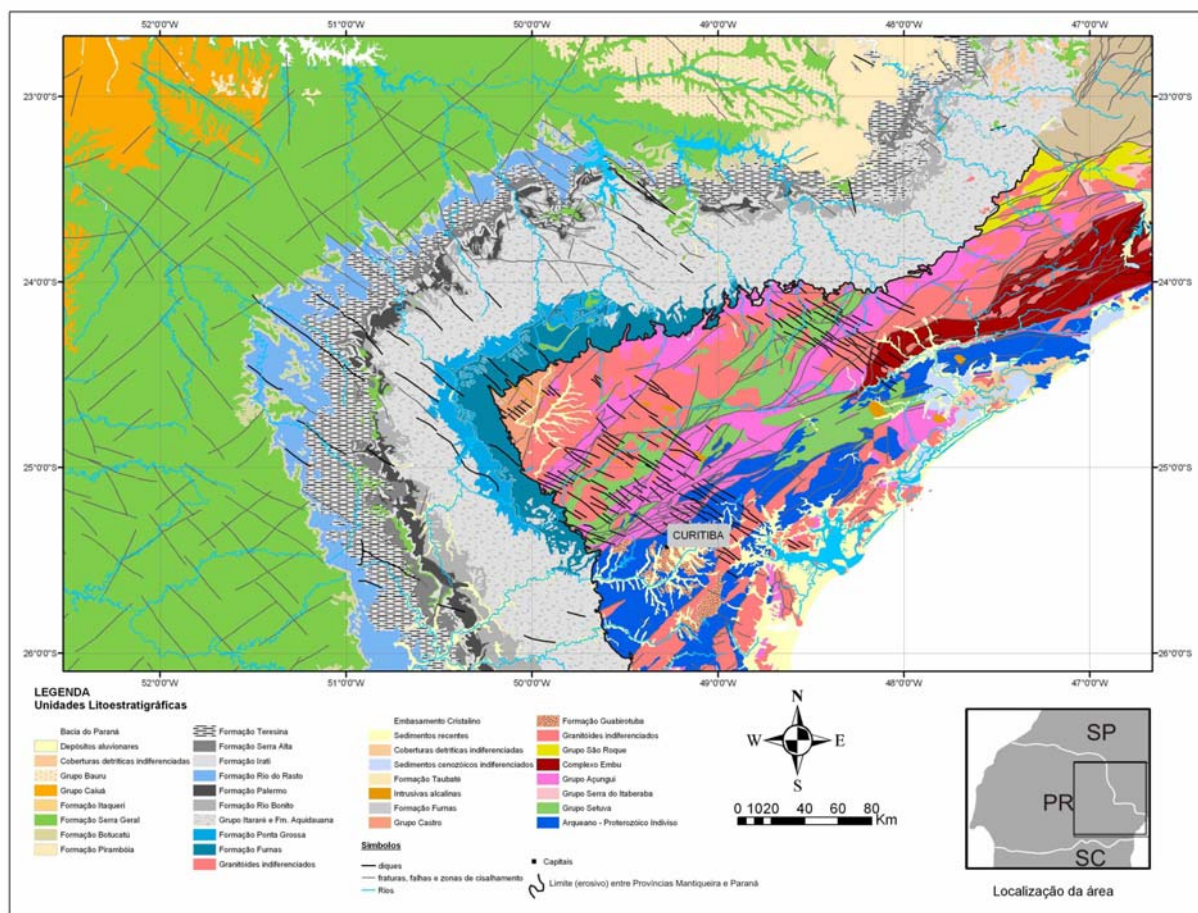 52°0'0"W 51°0'0"W 50°0'0"W 49°0'0"W 48°0'0"W 47°0'0"W
23°0'0"S 23°0'0"S
24°0'0"S 24°0'0"S
25°0'0"S 25°0'0"S
CURITIBA
26°0'0"S 26°0'0"S
52°0'0"W 51°0'0"W 50°0'0"W 49°0'0"W 48°0'0"W 47°0'0"W
LEGENDA
Unidades Litoestratigráficas
Bacia do Paraná
Depósitos aluvionares
Coberturas detríticas indiferenciadas
Grupo Bauru
Grupo Caiuá
Formação Itaqueri
Formação Serra Geral
Formação Botucatú
Formação Pirambóia
Formação Teresina
Formação Serra Alta
Formação Irati
Formação Rio do Rasto
Formação Palermo
Formação Rio Bonito
Grupo Itararé e Fm. Aquidauana
Formação Ponta Grossa
Formação Furnas
Granitóides indiferenciados
Embasamento Cristalino
Sedimentos recentes
Coberturas detríticas indiferenciadas
Sedimentos cenozóicos indiferenciados
Formação Taubaté
Intrusivas alcalinas
Formação Furnas
Grupo Castro
Formação Guabirotuba
Granitóides indiferenciados
Grupo São Roque
Complexo Embu
Grupo Açungui
Grupo Serra do Itaberaba
Grupo Setuva
Arqueano - Proterozóico Indiviso
Símbolos
diques
fraturas, falhas e zonas de cisalhamento
Rios
Capitais
Limite (erosivo) entre Províncias Mantiqueira e Paraná
N
W E
S
0 10 20 40 60 80
Km
SP
PR
SC
Localização da área